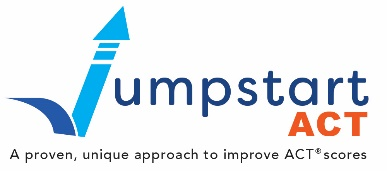 Jumpstart
ACT
A proven, unique approach to improve ACT® scores